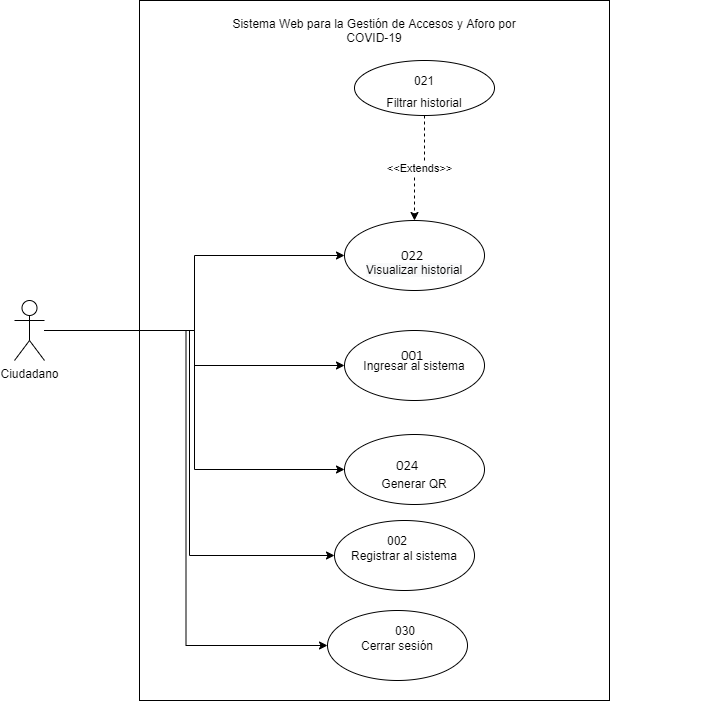 Sistema Web para la Gestión de Accesos y Aforo por
COVID-19
021
Filtrar historial
<<Extends>>
022
Visualizar historial
001
Ingresar al sistema
Ciudadano
024
Generar QR
002
Registrar al sistema
030
Cerrar sesión